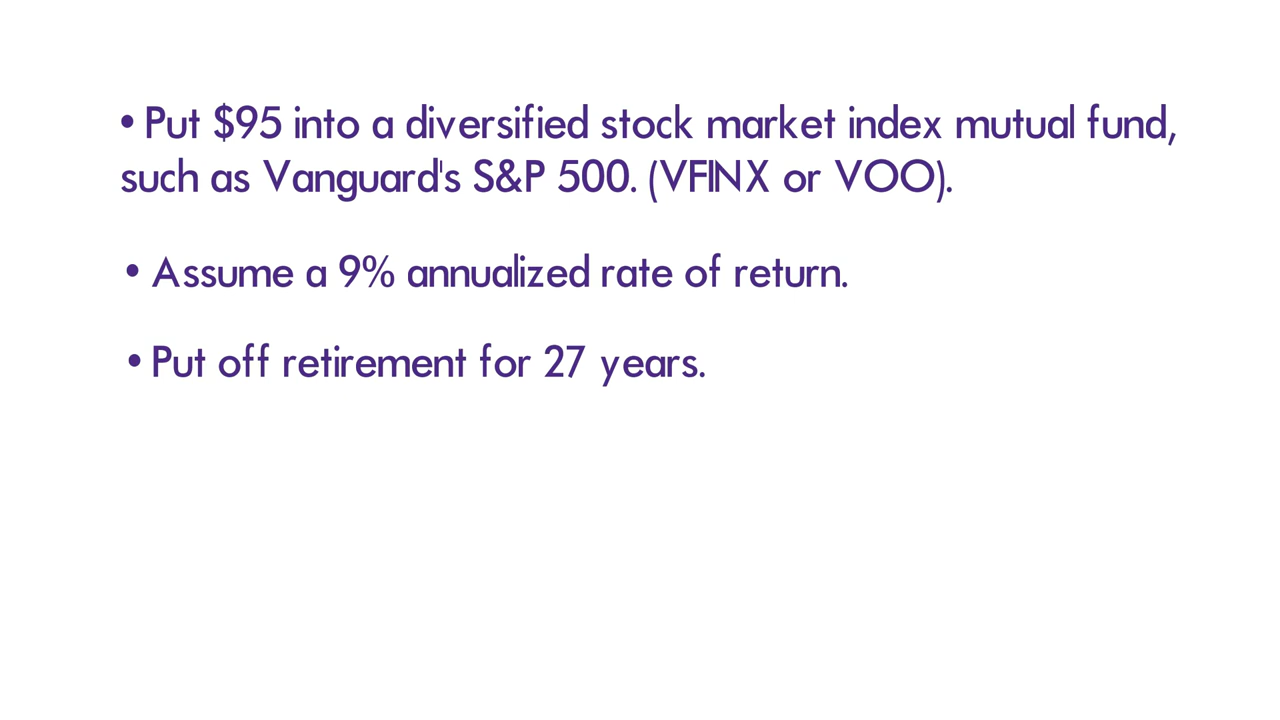 • Put $95 into a diversified stock market index mutual fund,
such as Vanguard's S&P 500. (VFINX or VOO).
• Assume a 9% annualized rate of return.
• Put off retirement for 27 years.